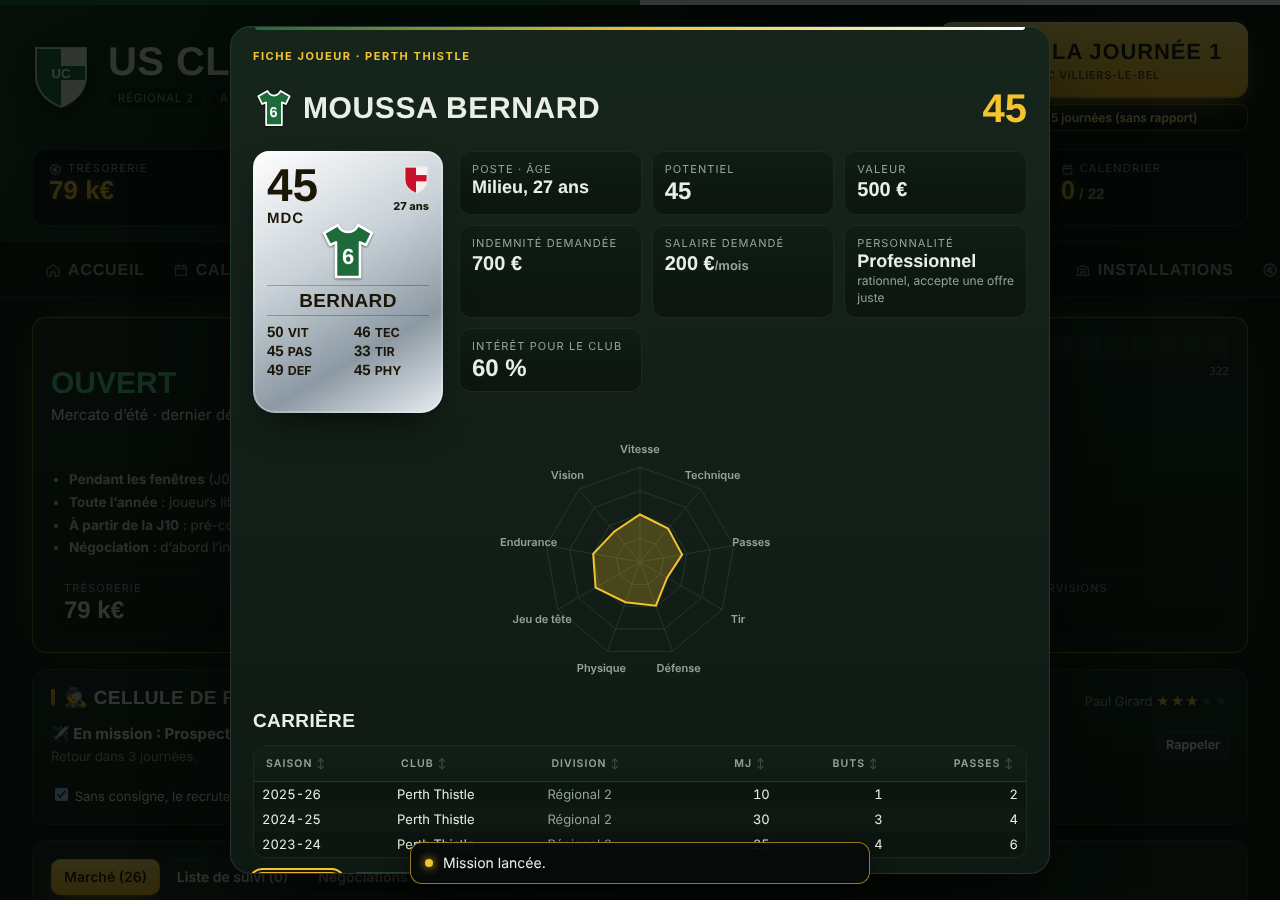 FICHE JOUEUR · PERTH THISTLE
6 MOUSSA BERNARD 45
45
MDC
27 ans
6
BERNARD
50 VIT 46 TEC
45 PAS 33 TIR
49 DEF 45 PHY
POSTE · ÂGE
Milieu, 27 ans
POTENTIEL
45
VALEUR
500 €
INDEMNITÉ DEMANDÉE
700 €
SALAIRE DEMANDÉ
200 €/mois
PERSONNALITÉ
Professionnel
rationnel, accepte une offre
juste
INTÉRÊT POUR LE CLUB
60 %
Vitesse
Technique
Passes
Tir
Défense
Physique
Jeu de tête
Endurance
Vision
CARRIÈRE
SAISON CLUB DIVISION MJ BUTS PASSES
2025-26 Perth Thistle Régional 2 10 1 2
2024-25 Perth Thistle Régional 2 30 3 4
2023-24 Perth Thistle Régional 2 4 6
Mission lancée.
UC
US CL
RÉGIONAL 2
LA JOURNÉE 1
VILLIERS-LE-BEL
5 journées (sans rapport)
TRÉSORERIE
79 k€
CALENDRIER
0 / 22
ACCUEIL CAL
INSTALLATIONS
OUVERT
Mercato d’été · dernier
J22
• Pendant les fenêtres (J0
• Toute l’année : joueurs
• À partir de la J10 :
• Négociation : d’abord
TRÉSORERIE
79 k€
CELLULE DE
Paul Girard ★★★★★
En mission : Prospect
Retour dans 3 journées.
Rappeler
Sans consigne, le recrute
Marché (26) Liste de suivi (0) Négociations